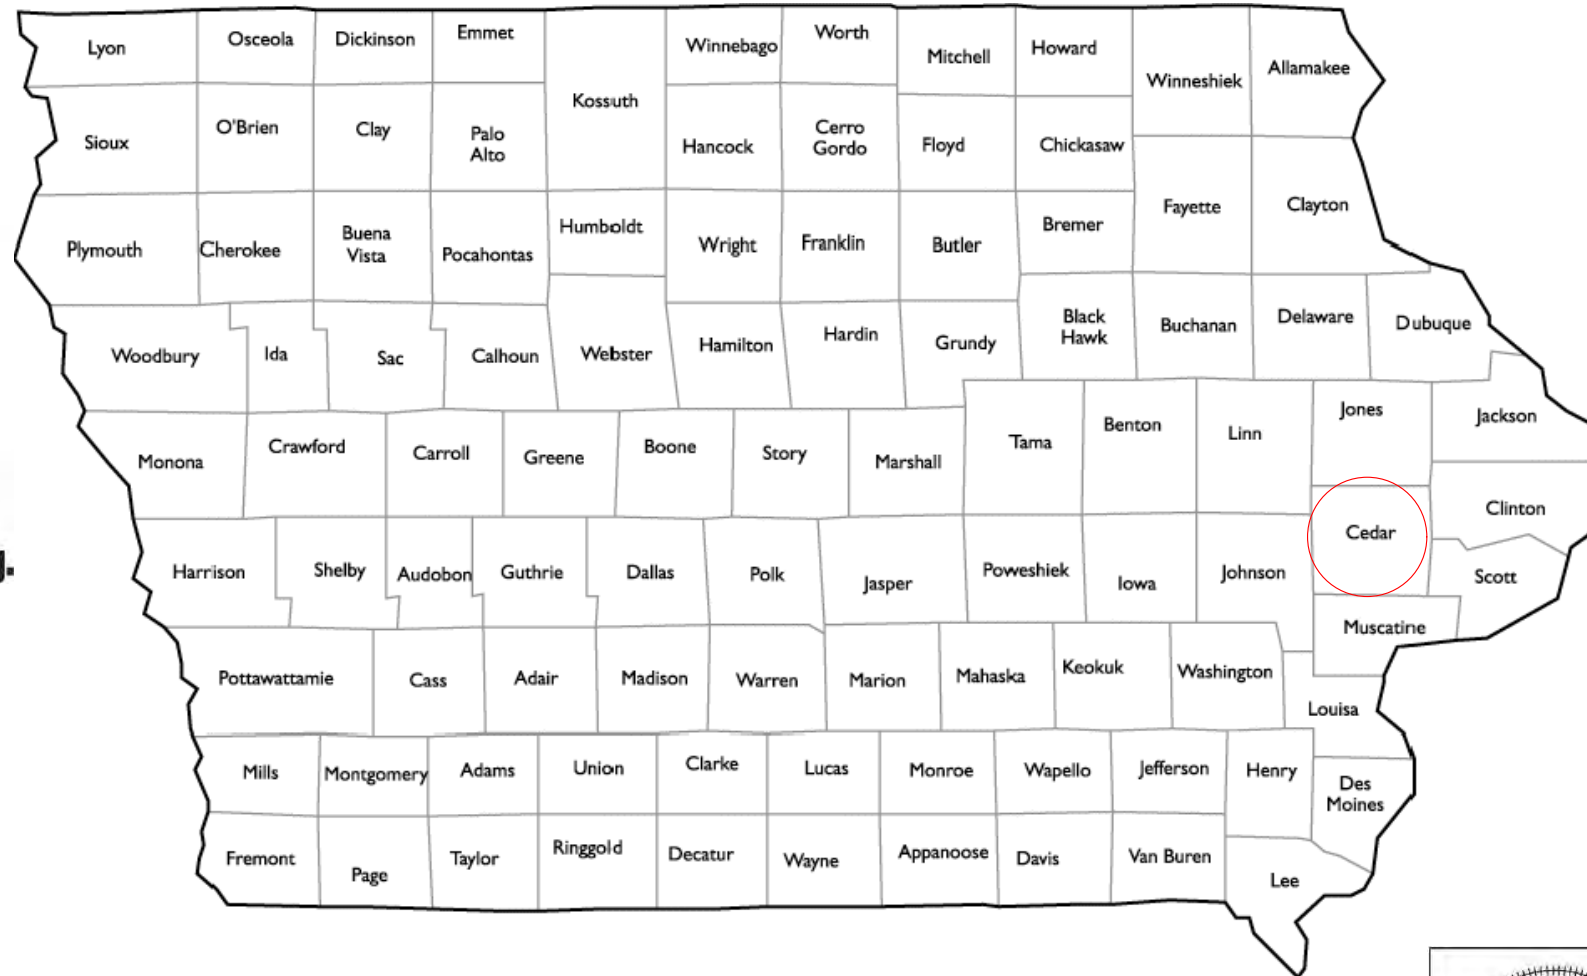 Lyon
Osceola
Dickinson
Emmet
Kossuth
Winnebago
Worth
Mitchell
Howard
Winneshiek
Allamakee
Sioux
O'Brien
Clay
Palo
Alto
Hancock
Cerro
Gordo
Floyd
Chickasaw
Fayette
Clayton
Plymouth
Cherokee
Buena
Vista
Pocahontas
Humboldt
Wright
Franklin
Butler
Bremer
Woodbury
Ida
Sac
Calhoun
Webster
Hamilton
Hardin
Grundy
Black
Hawk
Buchanan
Delaware
Dubuque
Monona
Crawford
Carroll
Greene
Boone
Story
Marshall
Tama
Benton
Linn
Jones
Jackson
Clinton
Cedar
Harrison
Shelby
Audobon
Guthrie
Dallas
Polk
Jasper
Poweshiek
Iowa
Johnson
Scott
Muscatine
Pottawattamie
Cass
Adair
Madison
Warren
Marion
Mahaska
Keokuk
Washington
Louisa
Mills
Montgomery
Adams
Union
Clarke
Lucas
Monroe
Wapello
Jefferson
Henry
Des
Moines
Fremont
Page
Taylor
Ringgold
Decatur
Wayne
Appanoose
Davis
Van Buren
Lee